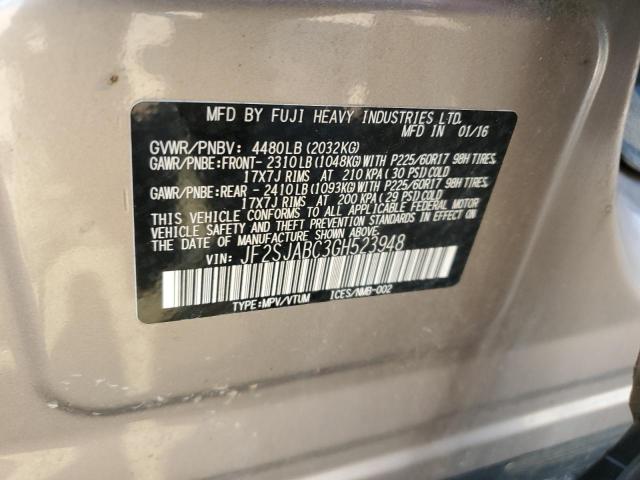 MFD BY FUJI HEAVY INDUSTRIES LTD.
MFD IN 01/16
GVWR/PNBV: 4480LB (2032KG)
GAWR/PNBE:FRONT- 2310LB (1048KG) WITH P225/60R17 98H TIRES,
17X7J RIMS AT 210 KPA (30 PSI) COLD
GAWR/PNBE:REAR - 2410LB (1093KG) WITH P225/60R17 98H TIRES,
17X7J RIMS AT 200 KPA (29 PSI) COLD
THIS VEHICLE CONFORMS TO ALL APPLICABLE FEDERAL MOTOR
VEHICLE SAFETY STANDARDS IN EFFECT ON THE DATE OF
MANUFACTURE SHOWN ABOVE.
VIN: JF2SJABC3GH523948
TYPE:MPV/VTUM ICES/NMB-002